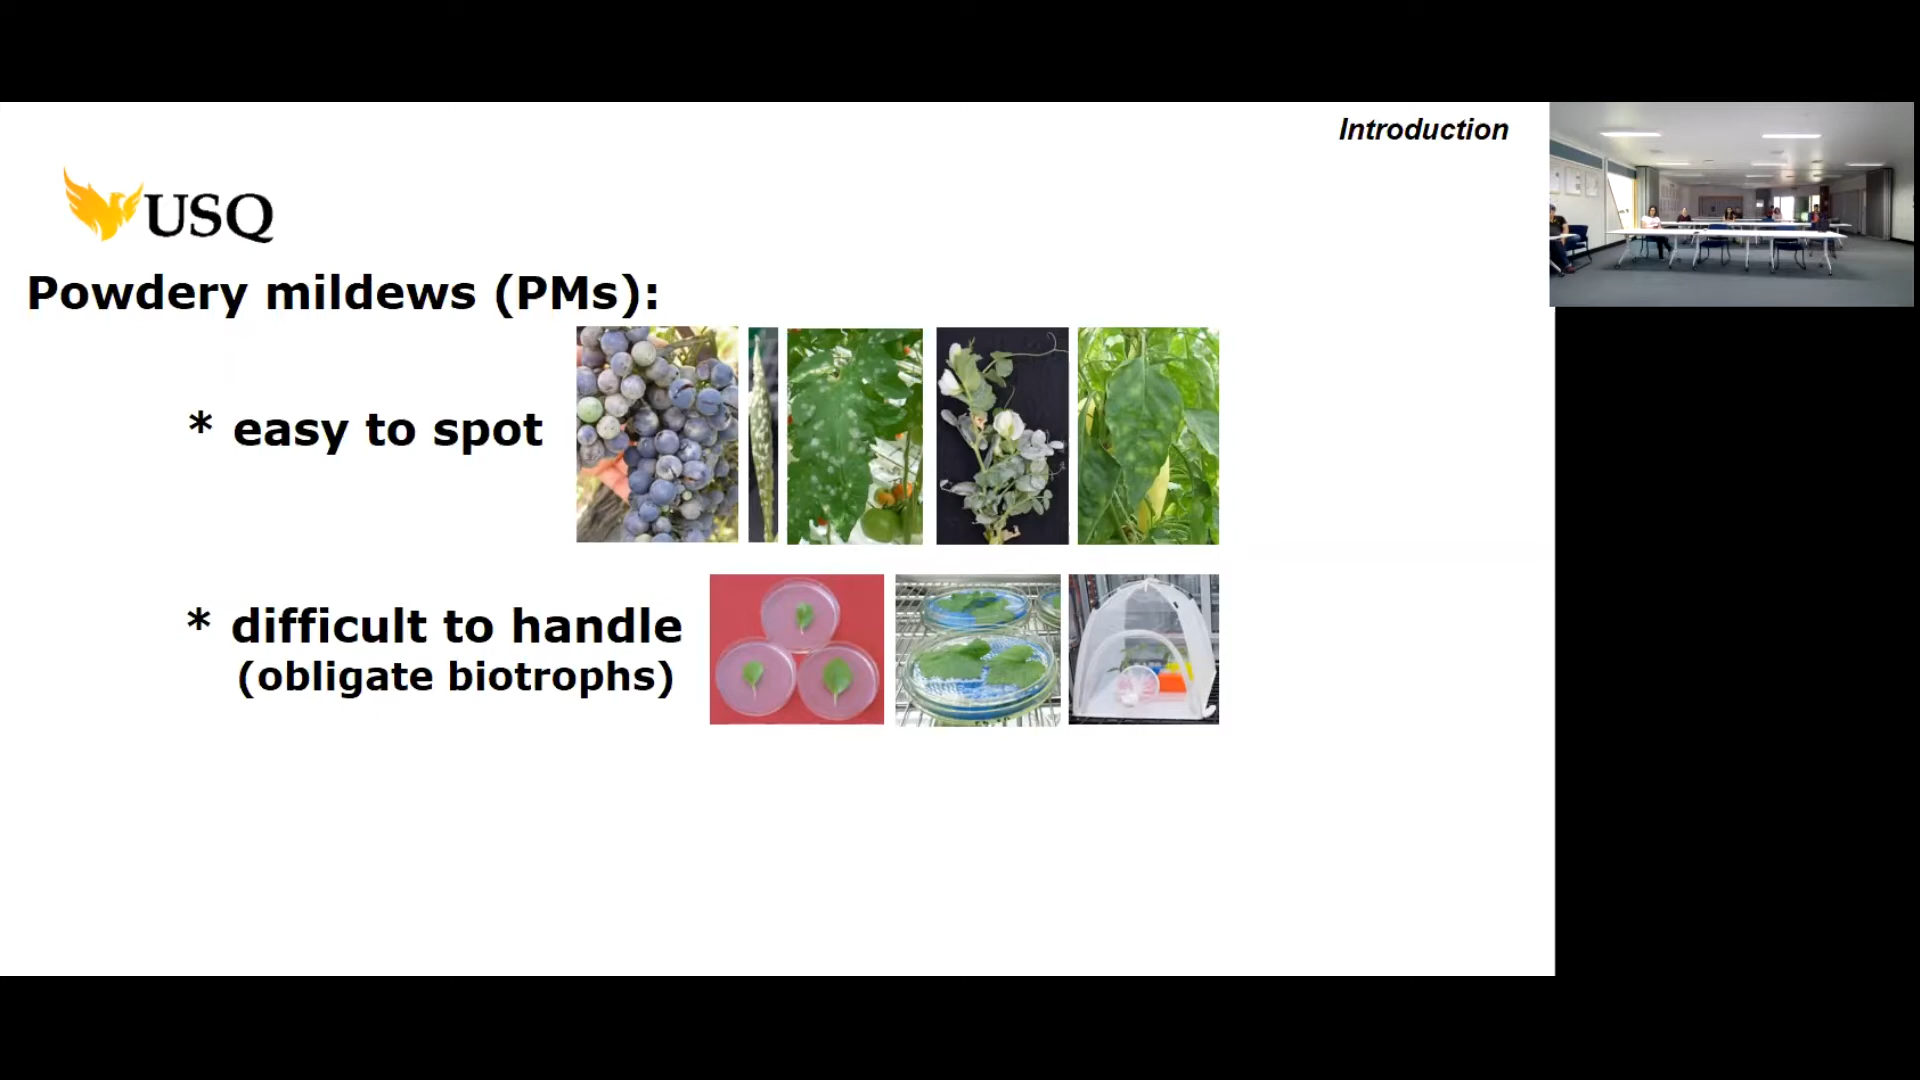 Introduction
USQ
Powdery mildews (PMs):
* easy to spot
* difficult to handle
(obligate biotrophs)